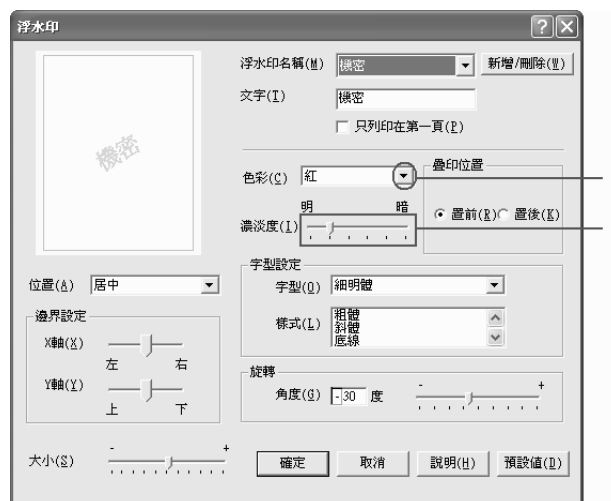 浮水印
浮水印名稱(M) 機密 新增/刪除(W)
文字(T) 機密
只列印在第一頁(P)
機密
色彩(C) 紅
疊印位置
明 暗
濃淡度(I)
置前(R) 置後(K)
位置(A) 居中
字型設定
字型(O) 細明體
樣式(L) 粗體
斜體
底線
邊界設定
X軸(X)
左 右
Y軸(Y)
上 下
旋轉
角度(G) -30 度
- +
大小(S)
- +
確定 取消 說明(H) 預設值(D)